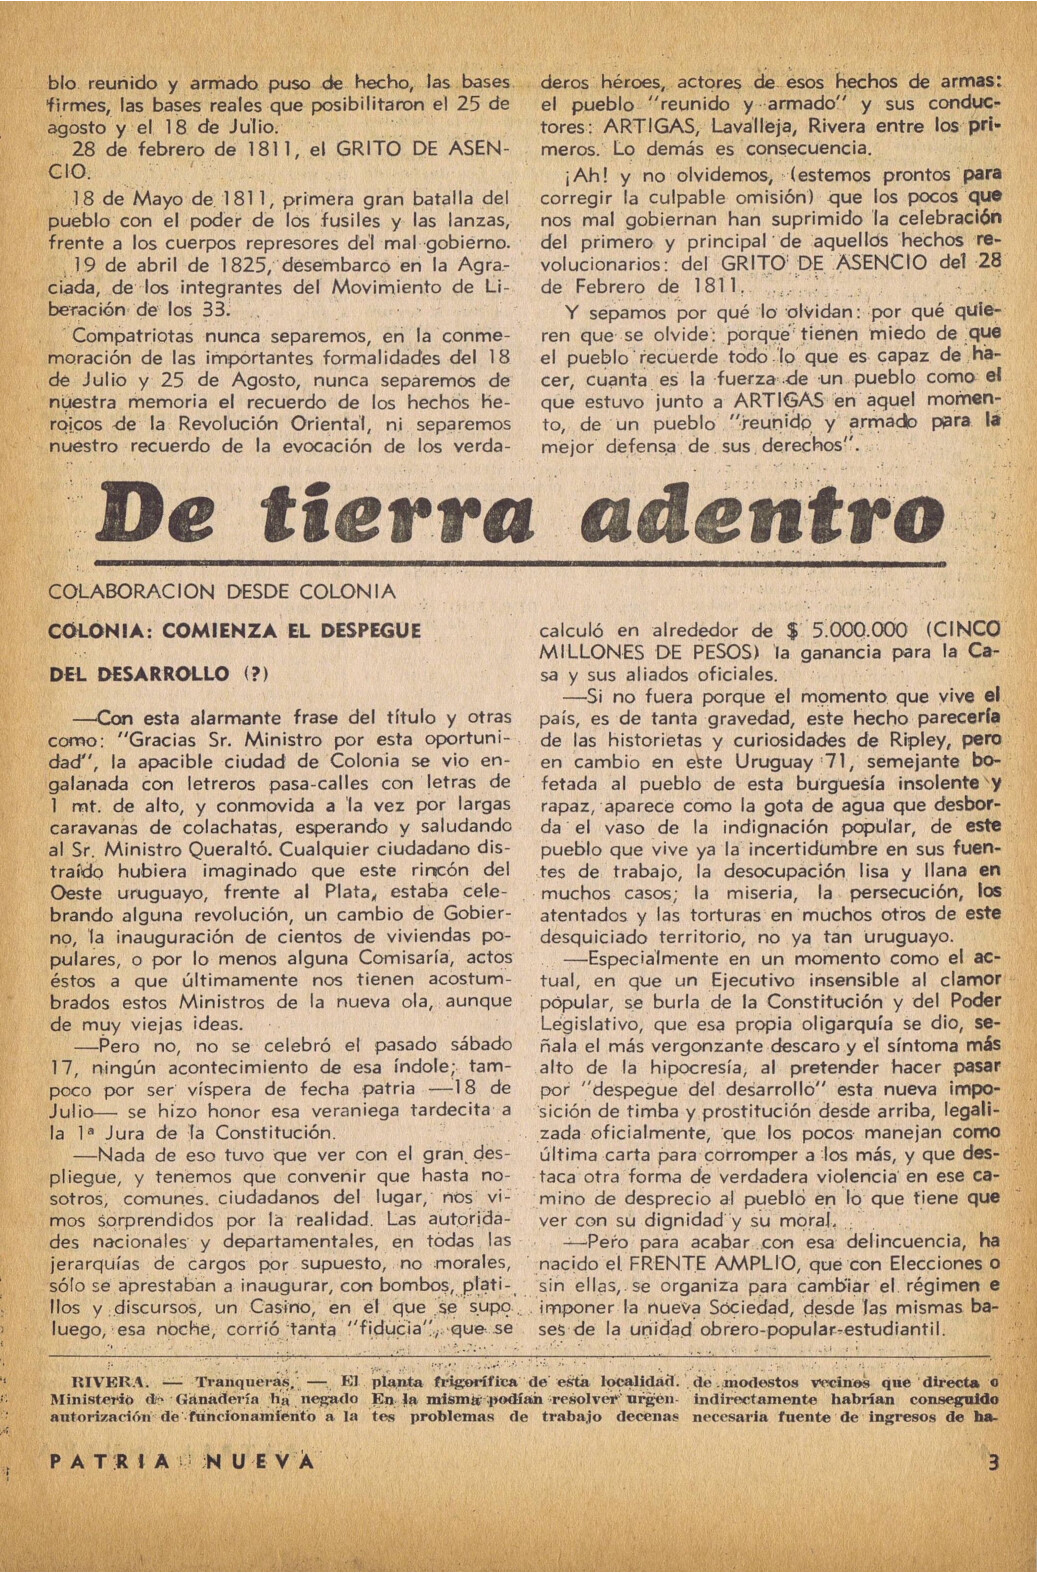 blo reunido y armado puso de hecho, las bases
firmes, las bases reales que posibilitaron el 25 de
agosto y el 18 de Julio.
28 de febrero de 1811, el GRITO DE ASEN-
CIO.
18 de Mayo de 1811, primera gran batalla del
pueblo con el poder de los fusiles y las lanzas,
frente a los cuerpos represores del mal gobierno.
19 de abril de 1825, desembarco en la Agra-
ciada, de los integrantes del Movimiento de Li-
beración de los 33.
Compatriotas nunca separemos, en la conme-
moración de las importantes formalidades del 18
de Julio y 25 de Agosto, nunca separemos de
nuestra memoria el recuerdo de los hechos he-
roicos de la Revolución Oriental, ni separemos
nuestro recuerdo de la evocación de los verda-
deros héroes, actores de esos hechos de armas:
el pueblo "reunido y armado" y sus conduc-
tores: ARTIGAS, Lavalleja, Rivera entre los pri-
meros. Lo demás es consecuencia.
¡Ah! y no olvidemos, (estemos prontos para
corregir la culpable omisión) que los pocos que
nos mal gobiernan han suprimido la celebración
del primero y principal de aquellos hechos re-
volucionarios: del GRITO DE ASENCIO del 28
de Febrero de 1811.
Y sepamos por qué lo olvidan: por qué quie-
ren que se olvide: porque tienen miedo de que
el pueblo recuerde todo lo que es capaz de ha-
cer, cuanta es la fuerza de un pueblo como el
que estuvo junto a ARTIGAS en aquel momen-
to, de un pueblo "reunido y armado para la
mejor defensa de sus derechos".
De tierra adentro
COLABORACION DESDE COLONIA
COLONIA: COMIENZA EL DESPEGUE
DEL DESARROLLO (?)
—Con esta alarmante frase del título y otras
como: "Gracias Sr. Ministro por esta oportuni-
dad", la apacible ciudad de Colonia se vio en-
galanada con letreros pasa-calles con letras de
1 mt. de alto, y conmovida a la vez por largas
caravanas de colachatas, esperando y saludando
al Sr. Ministro Queraltó. Cualquier ciudadano dis-
traído hubiera imaginado que este rincón del
Oeste uruguayo, frente al Plata, estaba cele-
brando alguna revolución, un cambio de Gobier-
no, la inauguración de cientos de viviendas po-
pulares, o por lo menos alguna Comisaría, actos
éstos a que últimamente nos tienen acostum-
brados estos Ministros de la nueva ola, aunque
de muy viejas ideas.
—Pero no, no se celebró el pasado sábado
17, ningún acontecimiento de esa índole; tam-
poco por ser víspera de fecha patria —18 de
Julio— se hizo honor esa veraniega tardecita a
la 1ª Jura de la Constitución.
—Nada de eso tuvo que ver con el gran des-
pliegue, y tenemos que convenir que hasta no-
sotros, comunes ciudadanos del lugar, nos vi-
mos sorprendidos por la realidad. Las autorida-
des nacionales y departamentales, en todas las
jerarquías de cargos por supuesto, no morales,
sólo se aprestaban a inaugurar, con bombos, plati-
llos y discursos, un Casino, en el que se supo
luego, esa noche, corrió tanta "fiducia", que se
calculó en alrededor de $ 5.000.000 (CINCO
MILLONES DE PESOS) la ganancia para la Ca-
sa y sus aliados oficiales.
—Si no fuera porque el momento que vive el
país, es de tanta gravedad, este hecho parecería
de las historietas y curiosidades de Ripley, pero
en cambio en este Uruguay '71, semejante bo-
fetada al pueblo de esta burguesía insolente y
rapaz, aparece como la gota de agua que desbor-
da el vaso de la indignación popular, de este
pueblo que vive ya la incertidumbre en sus fuen-
tes de trabajo, la desocupación lisa y llana en
muchos casos; la miseria, la persecución, los
atentados y las torturas en muchos otros de este
desquiciado territorio, no ya tan uruguayo.
—Especialmente en un momento como el ac-
tual, en que un Ejecutivo insensible al clamor
popular, se burla de la Constitución y del Poder
Legislativo, que esa propia oligarquía se dio, se-
ñala el más vergonzante descaro y el síntoma más
alto de la hipocresía, al pretender hacer pasar
por "despegue del desarrollo" esta nueva impo-
sición de timba y prostitución desde arriba, legali-
zada oficialmente, que los pocos manejan como
última carta para corromper a los más, y que des-
taca otra forma de verdadera violencia en ese ca-
mino de desprecio al pueblo en lo que tiene que
ver con su dignidad y su moral.
—Pero para acabar con esa delincuencia, ha
nacido el FRENTE AMPLIO, que con Elecciones o
sin ellas, se organiza para cambiar el régimen e
imponer la nueva Sociedad, desde las mismas ba-
ses de la unidad obrero-popular-estudiantil.
RIVERA. — Tranqueras. — El
Ministerio de Ganadería ha negado
autorización de funcionamiento a la
planta frigorífica de esta localidad.
En la misma podían resolver urgen-
tes problemas de trabajo decenas
de modestos vecinos que directa o
indirectamente habrían conseguido
necesaria fuente de ingresos de ha-
PATRIA NUEVA
3